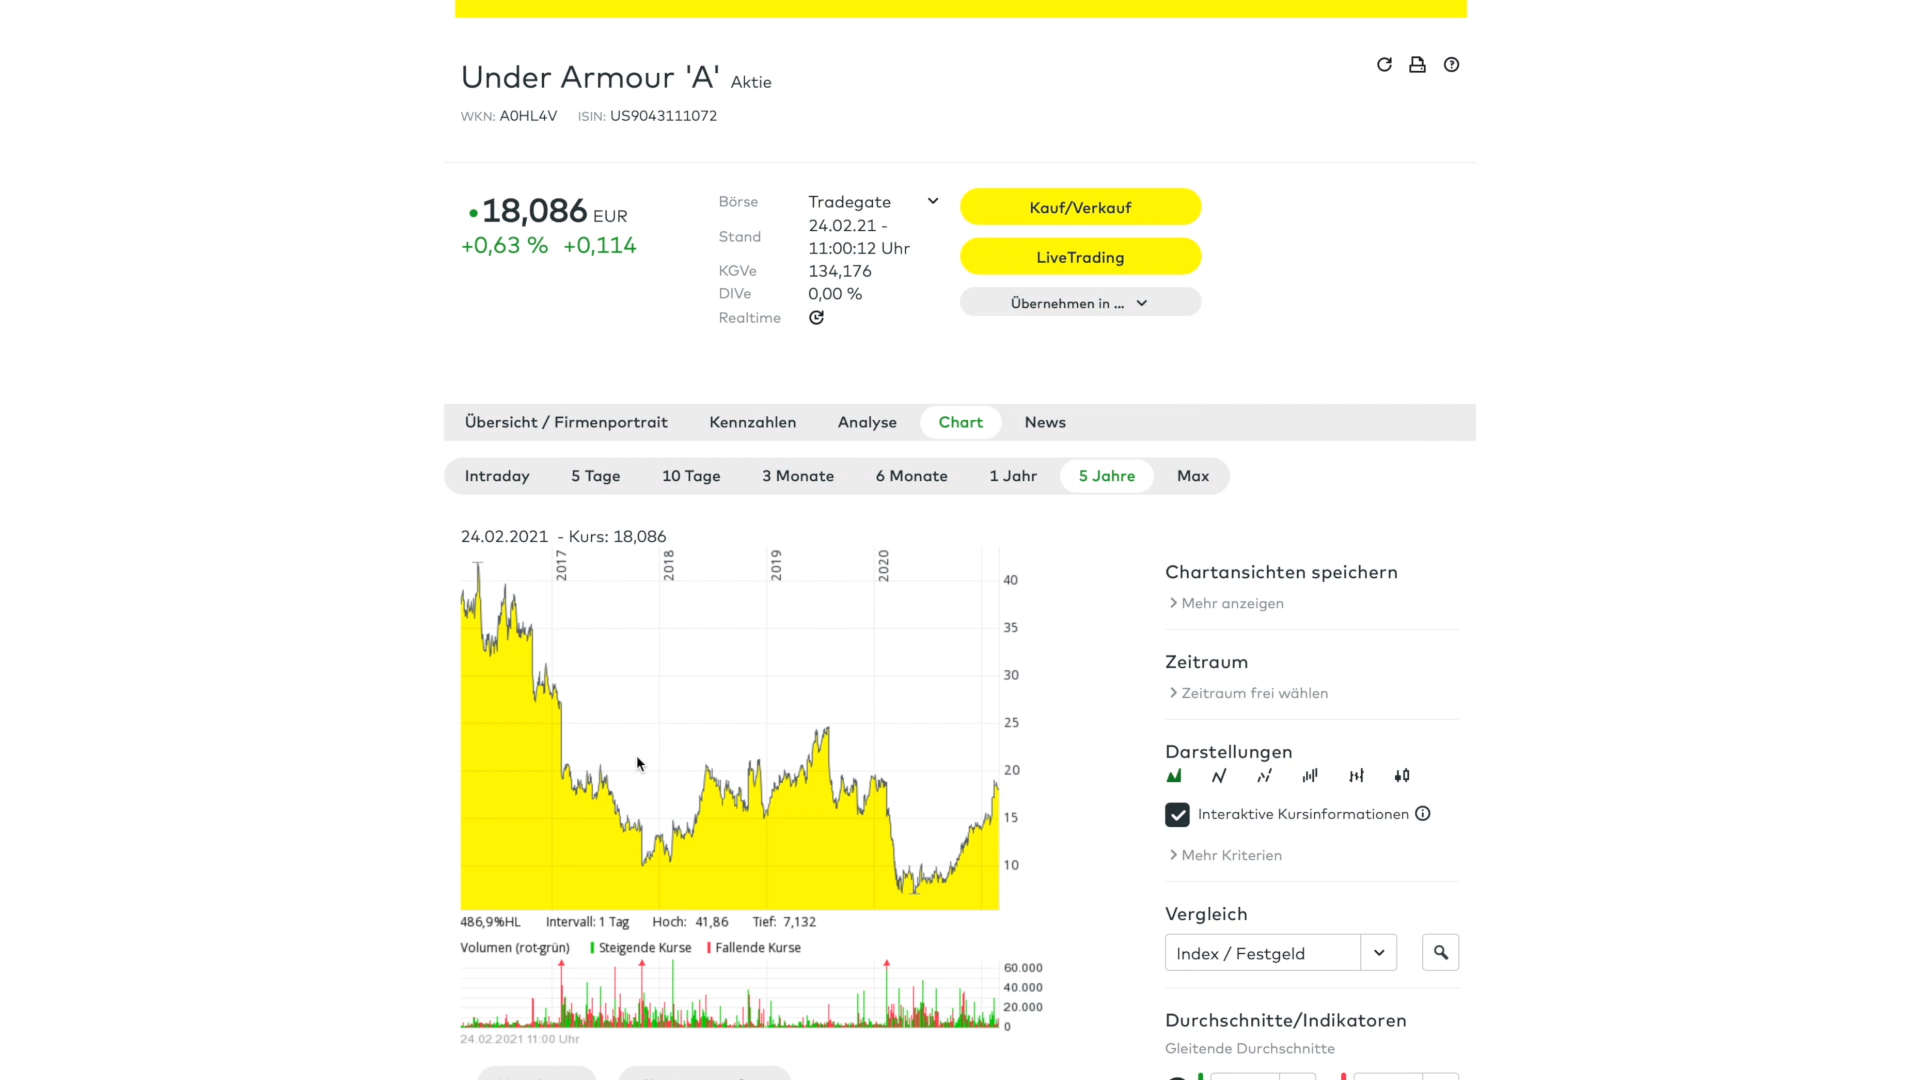 Under Armour 'A' Aktie
WKN: A0HL4V ISIN: US9043111072
18,086 EUR
+0,63 % +0,114
Börse Tradegate
Stand 24.02.21 -
11:00:12 Uhr
KGVe 134,176
DIVe 0,00 %
Realtime
Kauf/Verkauf
LiveTrading
Übernehmen in ...
Übersicht / Firmenportrait Kennzahlen Analyse Chart News
Intraday 5 Tage 10 Tage 3 Monate 6 Monate 1 Jahr 5 Jahre Max
24.02.2021 - Kurs: 18,086
2017 2018 2019 2020
40
35
30
25
20
15
10
486,9%HL Intervall: 1 Tag Hoch: 41,86 Tief: 7,132
Volumen (rot-grün) Steigende Kurse Fallende Kurse
60.000
40.000
20.000
0
24.02.2021 11:00 Uhr
Chartansichten speichern
Mehr anzeigen
Zeitraum
Zeitraum frei wählen
Darstellungen
Interaktive Kursinformationen
Mehr Kriterien
Vergleich
Index / Festgeld
Durchschnitte/Indikatoren
Gleitende Durchschnitte